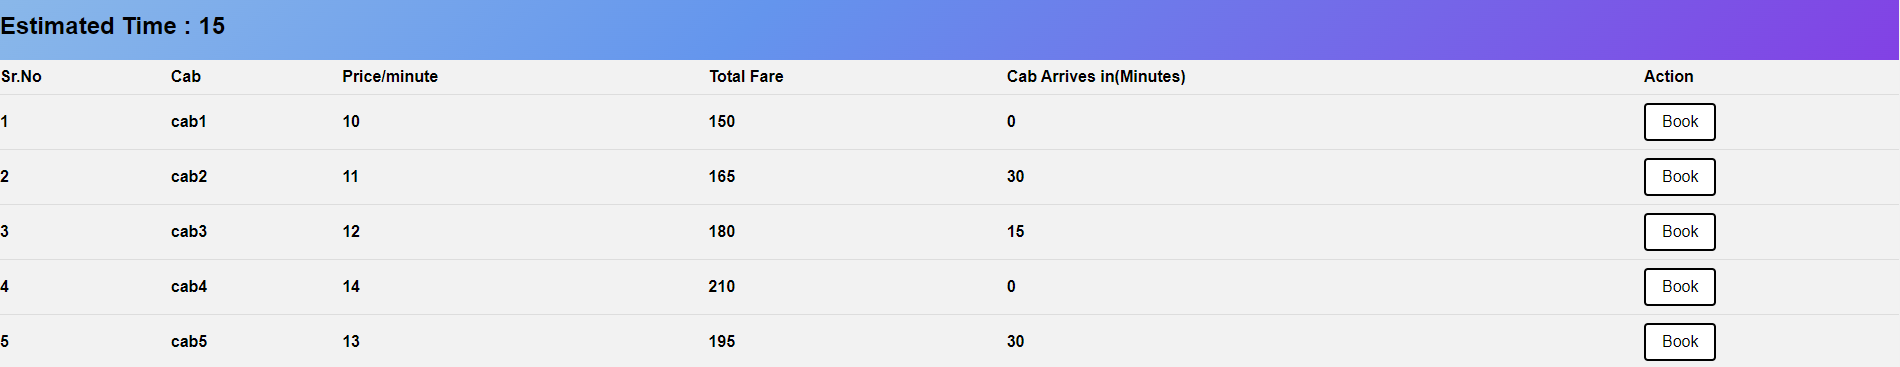 Estimated Time : 15
Sr.No Cab Price/minute Total Fare Cab Arrives in(Minutes) Action
1 cab1 10 150 0 Book
2 cab2 11 165 30 Book
3 cab3 12 180 15 Book
4 cab4 14 210 0 Book
5 cab5 13 195 30 Book